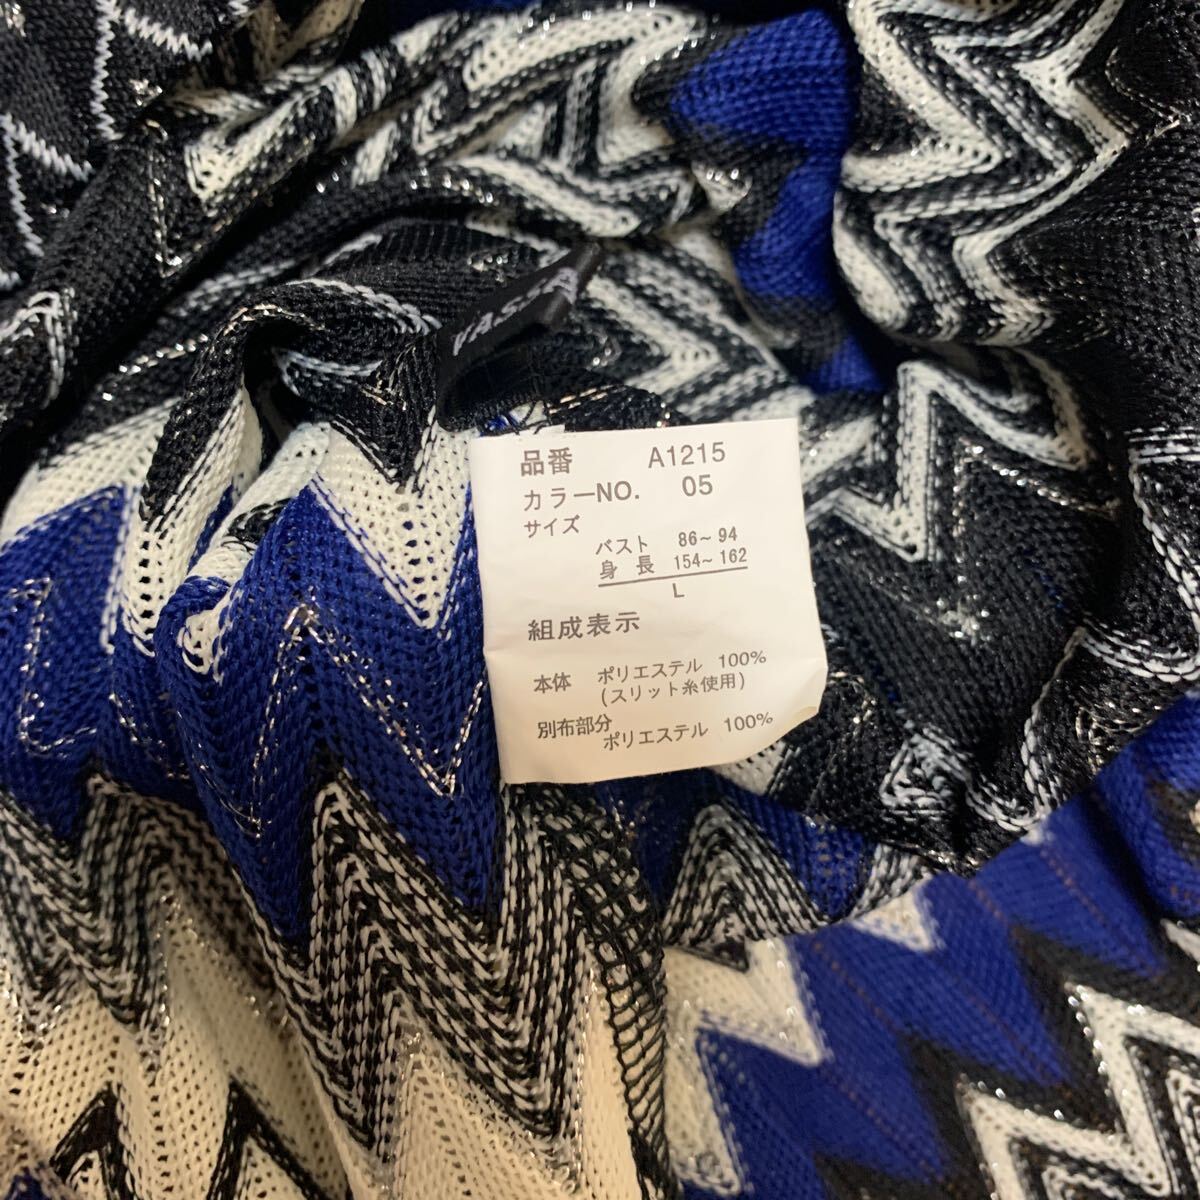 品番 A1215
カラーNO. 05
サイズ
バスト 86～94
身長 154～162
L
組成表示
本体 ポリエステル 100%
(スリット糸使用)
別布部分
ポリエステル 100%